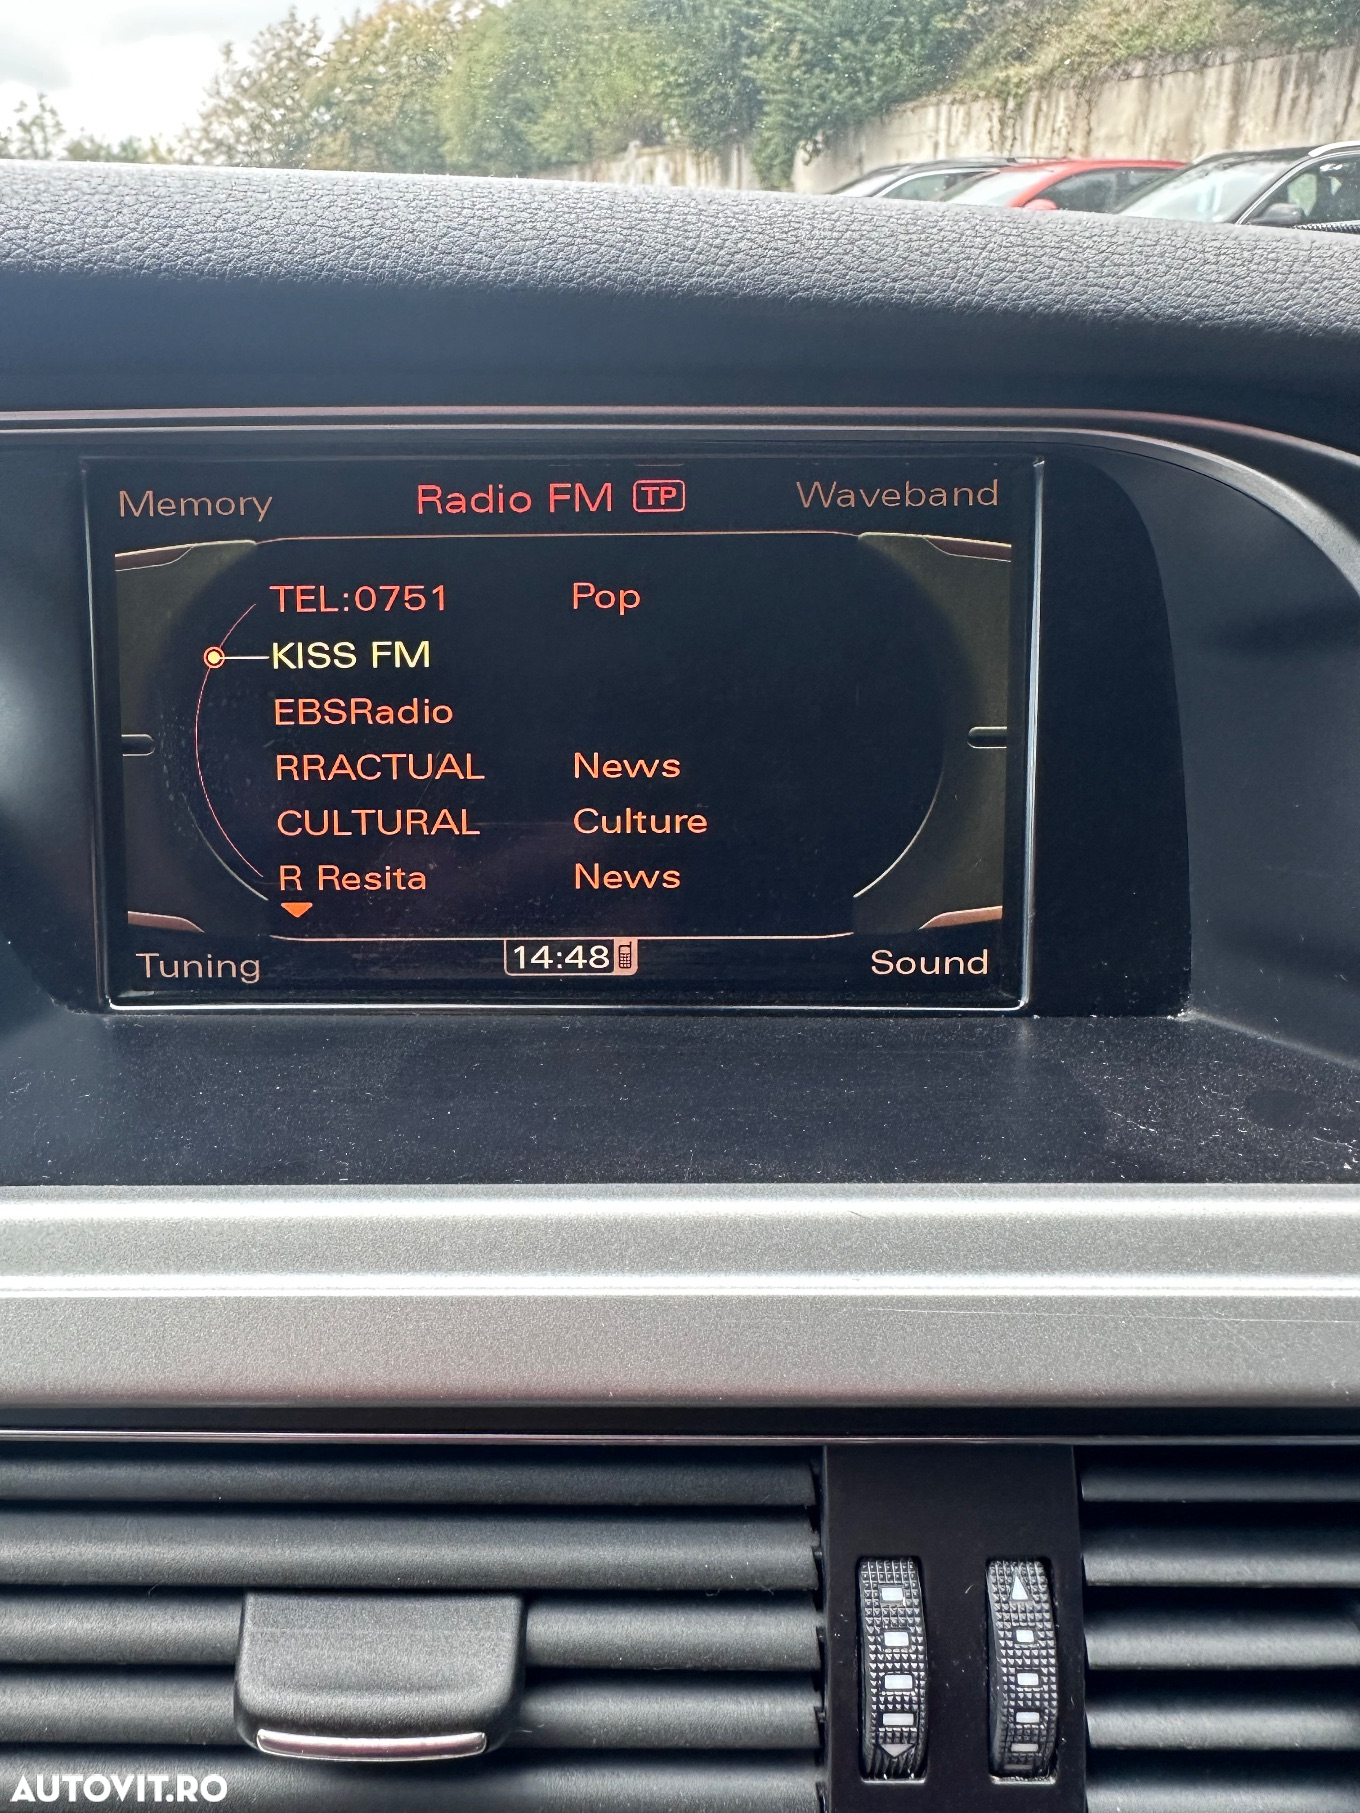 Memory Radio FM TP Waveband
TEL:0751 Pop
KISS FM
EBSRadio
RRACTUAL News
CULTURAL Culture
R Resita News
Tuning 14:48 Sound
AUTOVIT.RO